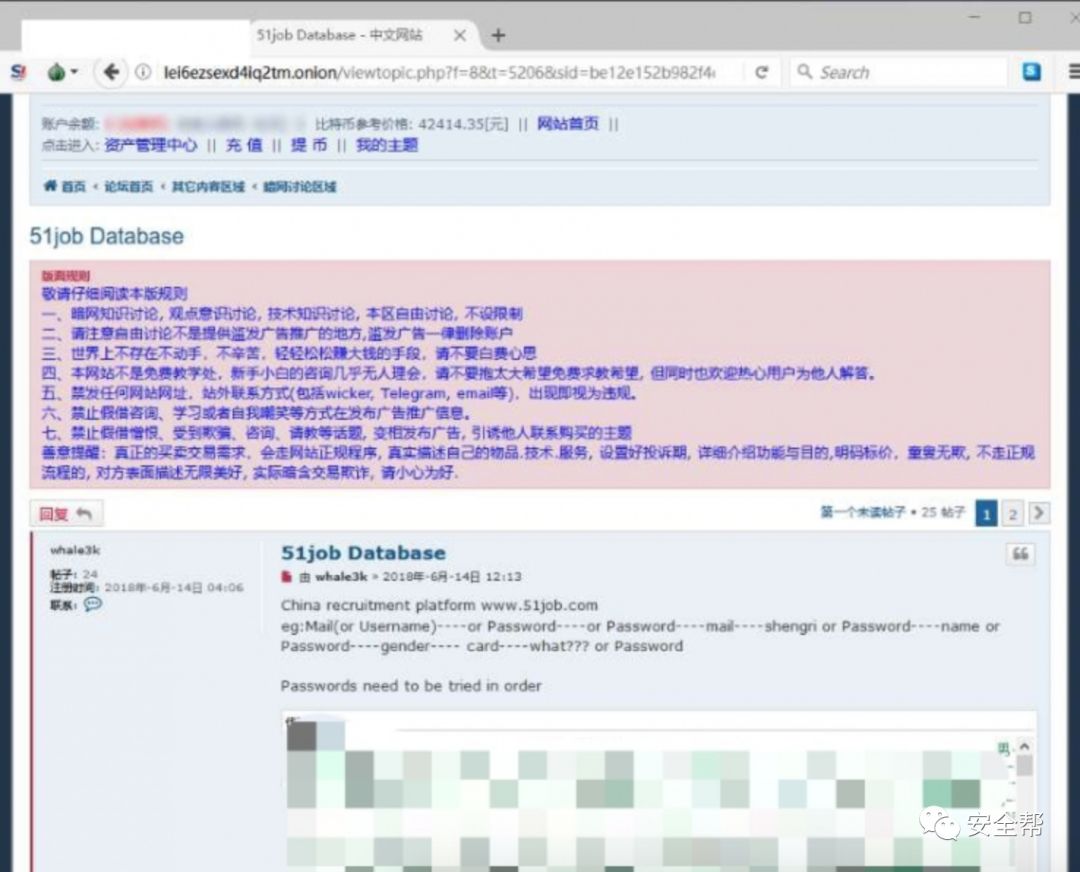 51job Database - 中文网站
lei6ezsexd4iq2tm.onion/viewtopic.php?f=8&t=5206&sid=be12e152b982f4
Search
账户余额:
比特币参考价格: 42414.35[元] || 网站首页 ||
点击进入: 资产管理中心 || 充 值 || 提 币 || 我的主题
首页 ‹ 论坛首页 ‹ 其它内容区域 ‹ 暗网讨论区域
51job Database
版面规则
敬请仔细阅读本版规则
一、暗网知识讨论, 观点意识讨论, 技术知识讨论, 本区自由讨论, 不设限制
二、请注意自由讨论不是提供滥发广告推广的地方,滥发广告一律删除账户
三、世界上不存在不动手，不辛苦，轻轻松松赚大钱的手段，请不要白费心思
四、本网站不是免费教学处，新手小白的咨询几乎无人理会，请不要抱太大希望免费求教希望, 但同时也欢迎热心用户为他人解答。
五、禁发任何网站网址，站外联系方式(包括wicker, Telegram, email等)，出现即视为违规。
六、禁止假借咨询、学习或者自我嘲笑等方式在发布广告推广信息。
七、禁止假借憎恨、受到欺骗、咨询、请教等话题, 变相发布广告, 引诱他人联系购买的主题
善意提醒：真正的买卖交易需求，会走网站正规程序, 真实描述自己的物品.技术.服务, 设置好投诉期, 详细介绍功能与目的,明码标价，童叟无欺, 不走正规
流程的, 对方表面描述无限美好, 实际暗含交易欺诈, 请小心为好.
回复
第一个未读帖子 • 25 帖子 1 2
whale3k
帖子: 24
注册时间: 2018年-6月-14日 04:06
联系:
51job Database
由 whale3k » 2018年-6月-14日 12:13
China recruitment platform www.51job.com
eg:Mail(or Username)----or Password----or Password----mail----shengri or Password----name or
Password----gender---- card----what??? or Password
Passwords need to be tried in order
男
安全帮